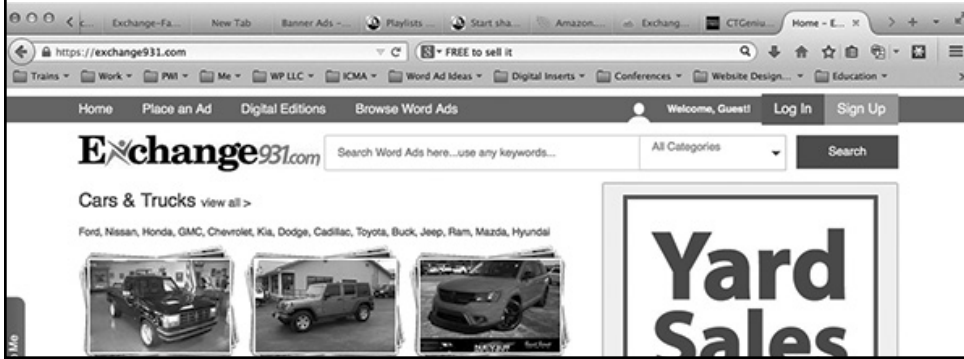 c... Exchange-Fa... New Tab Banner Ads -... Playlists ... Start sha... Amazon.... Exchang... CTGeniu... Home - E... ×
https://exchange931.com FREE to sell it
Trains Work PWI Me WP LLC ICMA Word Ad Ideas Digital Inserts Conferences Website Design... Education
Home Place an Ad Digital Editions Browse Word Ads Welcome, Guest! Log In Sign Up
Exchange931.com Search Word Ads here...use any keywords... All Categories Search
Cars & Trucks view all >
Ford, Nissan, Honda, GMC, Chevrolet, Kia, Dodge, Cadillac, Toyota, Buck, Jeep, Ram, Mazda, Hyundai
Yard
Sales
Me